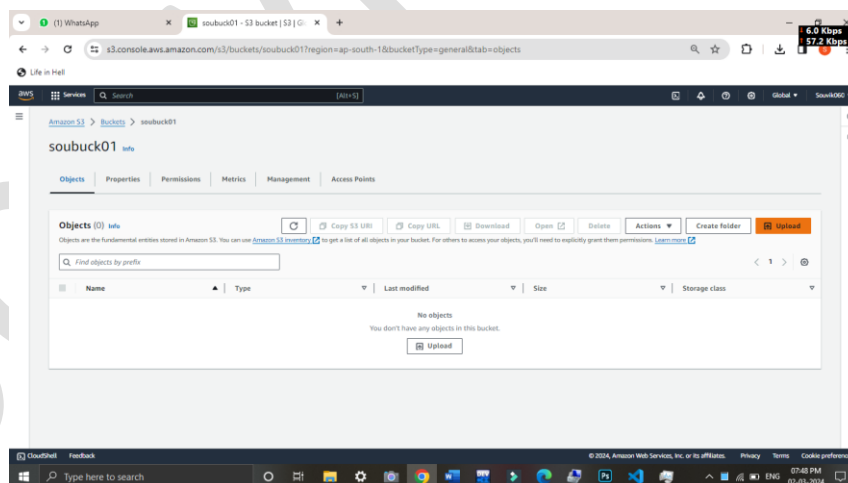 (1) WhatsApp
soubuck01 - S3 bucket | S3 | Gl
6.0 Kbps
57.2 Kbps
s3.console.aws.amazon.com/s3/buckets/soubuck01?region=ap-south-1&bucketType=general&tab=objects
Life in Hell
aws Services Search [Alt+S] Global Souvik060
Amazon S3 > Buckets > soubuck01
soubuck01 Info
Objects Properties Permissions Metrics Management Access Points
Objects (0) Info Copy S3 URI Copy URL Download Open Delete Actions Create folder Upload
Objects are the fundamental entities stored in Amazon S3. You can use Amazon S3 inventory to get a list of all objects in your bucket. For others to access your objects, you'll need to explicitly grant them permissions. Learn more
Find objects by prefix 1
Name Type Last modified Size Storage class
No objects
You don't have any objects in this bucket.
Upload
CloudShell Feedback © 2024, Amazon Web Services, Inc. or its affiliates. Privacy Terms Cookie preferenc
Type here to search ENG 07:48 PM
02-03-2024